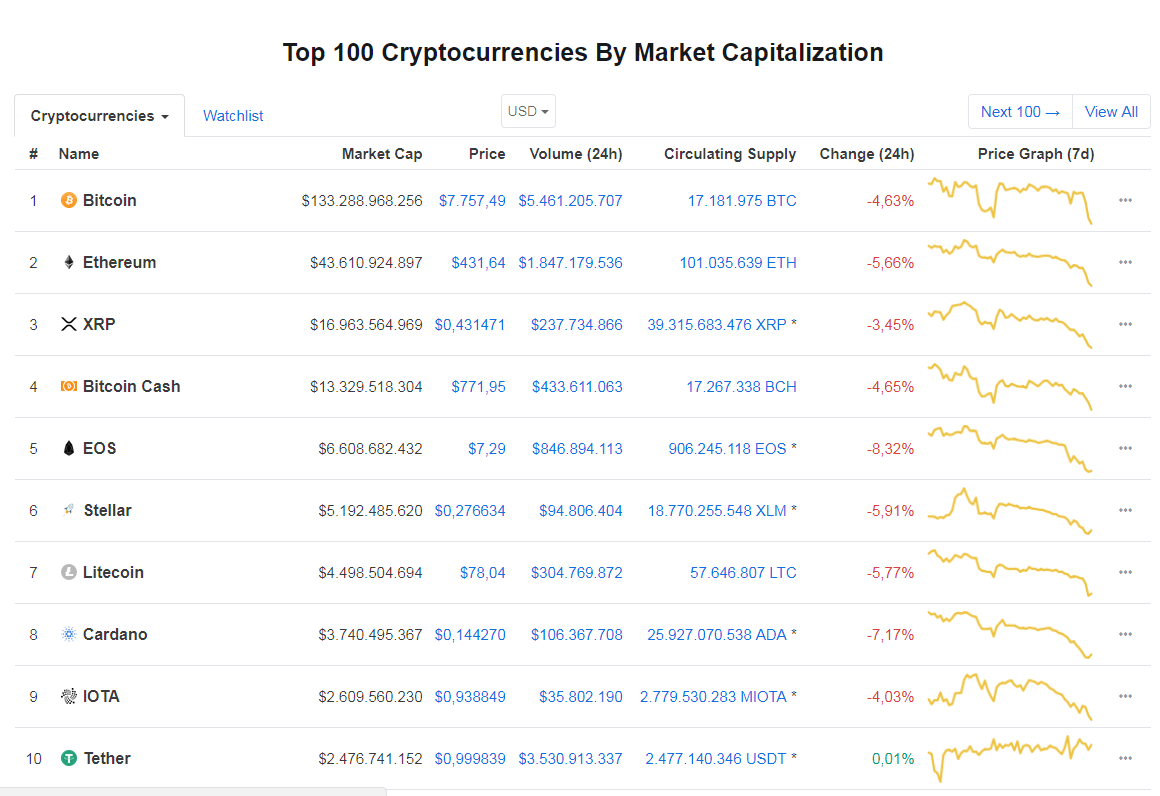 Top 100 Cryptocurrencies By Market Capitalization
Cryptocurrencies Watchlist USD Next 100 → View All
# Name Market Cap Price Volume (24h) Circulating Supply Change (24h) Price Graph (7d)
1 Bitcoin $133.288.968.256 $7.757,49 $5.461.205.707 17.181.975 BTC -4,63%
2 Ethereum $43.610.924.897 $431,64 $1.847.179.536 101.035.639 ETH -5,66%
3 XRP $16.963.564.969 $0,431471 $237.734.866 39.315.683.476 XRP * -3,45%
4 Bitcoin Cash $13.329.518.304 $771,95 $433.611.063 17.267.338 BCH -4,65%
5 EOS $6.608.682.432 $7,29 $846.894.113 906.245.118 EOS * -8,32%
6 Stellar $5.192.485.620 $0,276634 $94.806.404 18.770.255.548 XLM * -5,91%
7 Litecoin $4.498.504.694 $78,04 $304.769.872 57.646.807 LTC -5,77%
8 Cardano $3.740.495.367 $0,144270 $106.367.708 25.927.070.538 ADA * -7,17%
9 IOTA $2.609.560.230 $0,938849 $35.802.190 2.779.530.283 MIOTA * -4,03%
10 Tether $2.476.741.152 $0,999839 $3.530.913.337 2.477.140.346 USDT * 0,01%